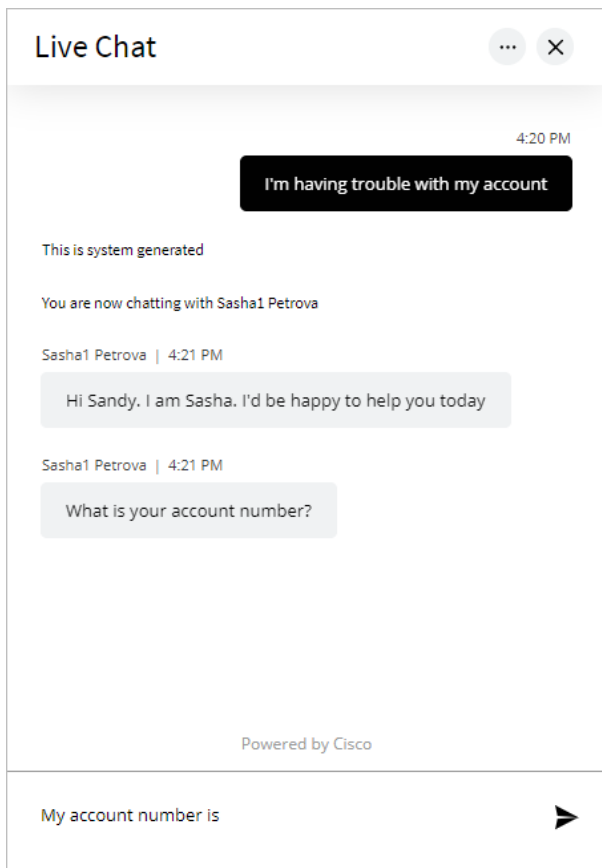 Live Chat
4:20 PM
I'm having trouble with my account
This is system generated
You are now chatting with Sasha1 Petrova
Sasha1 Petrova | 4:21 PM
Hi Sandy. I am Sasha. I'd be happy to help you today
Sasha1 Petrova | 4:21 PM
What is your account number?
Powered by Cisco
My account number is